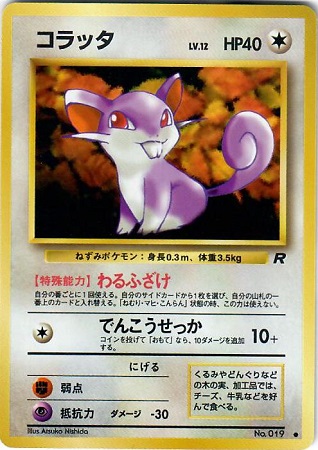 コラッタ LV.12 HP40
ねずみポケモン：身長0.3m、体重3.5kg
R
【特殊能力】わるふざけ
自分の番ごとに1回使える。自分のサイドカードから1枚を選び、自分の山札の一番上のカードと入れ替える。「ねむり・マヒ・こんらん」状態の時、この力は使えない。
でんこうせっか 10+
コインを投げて「おもて」なら、10ダメージを追加する。
にげる
弱点
抵抗力 ダメージ -30
くるみやどんぐりなど
の木の実、加工品では、
チーズ、牛乳などを好
んで食べる。
Illus. Atsuko Nishida
No. 019